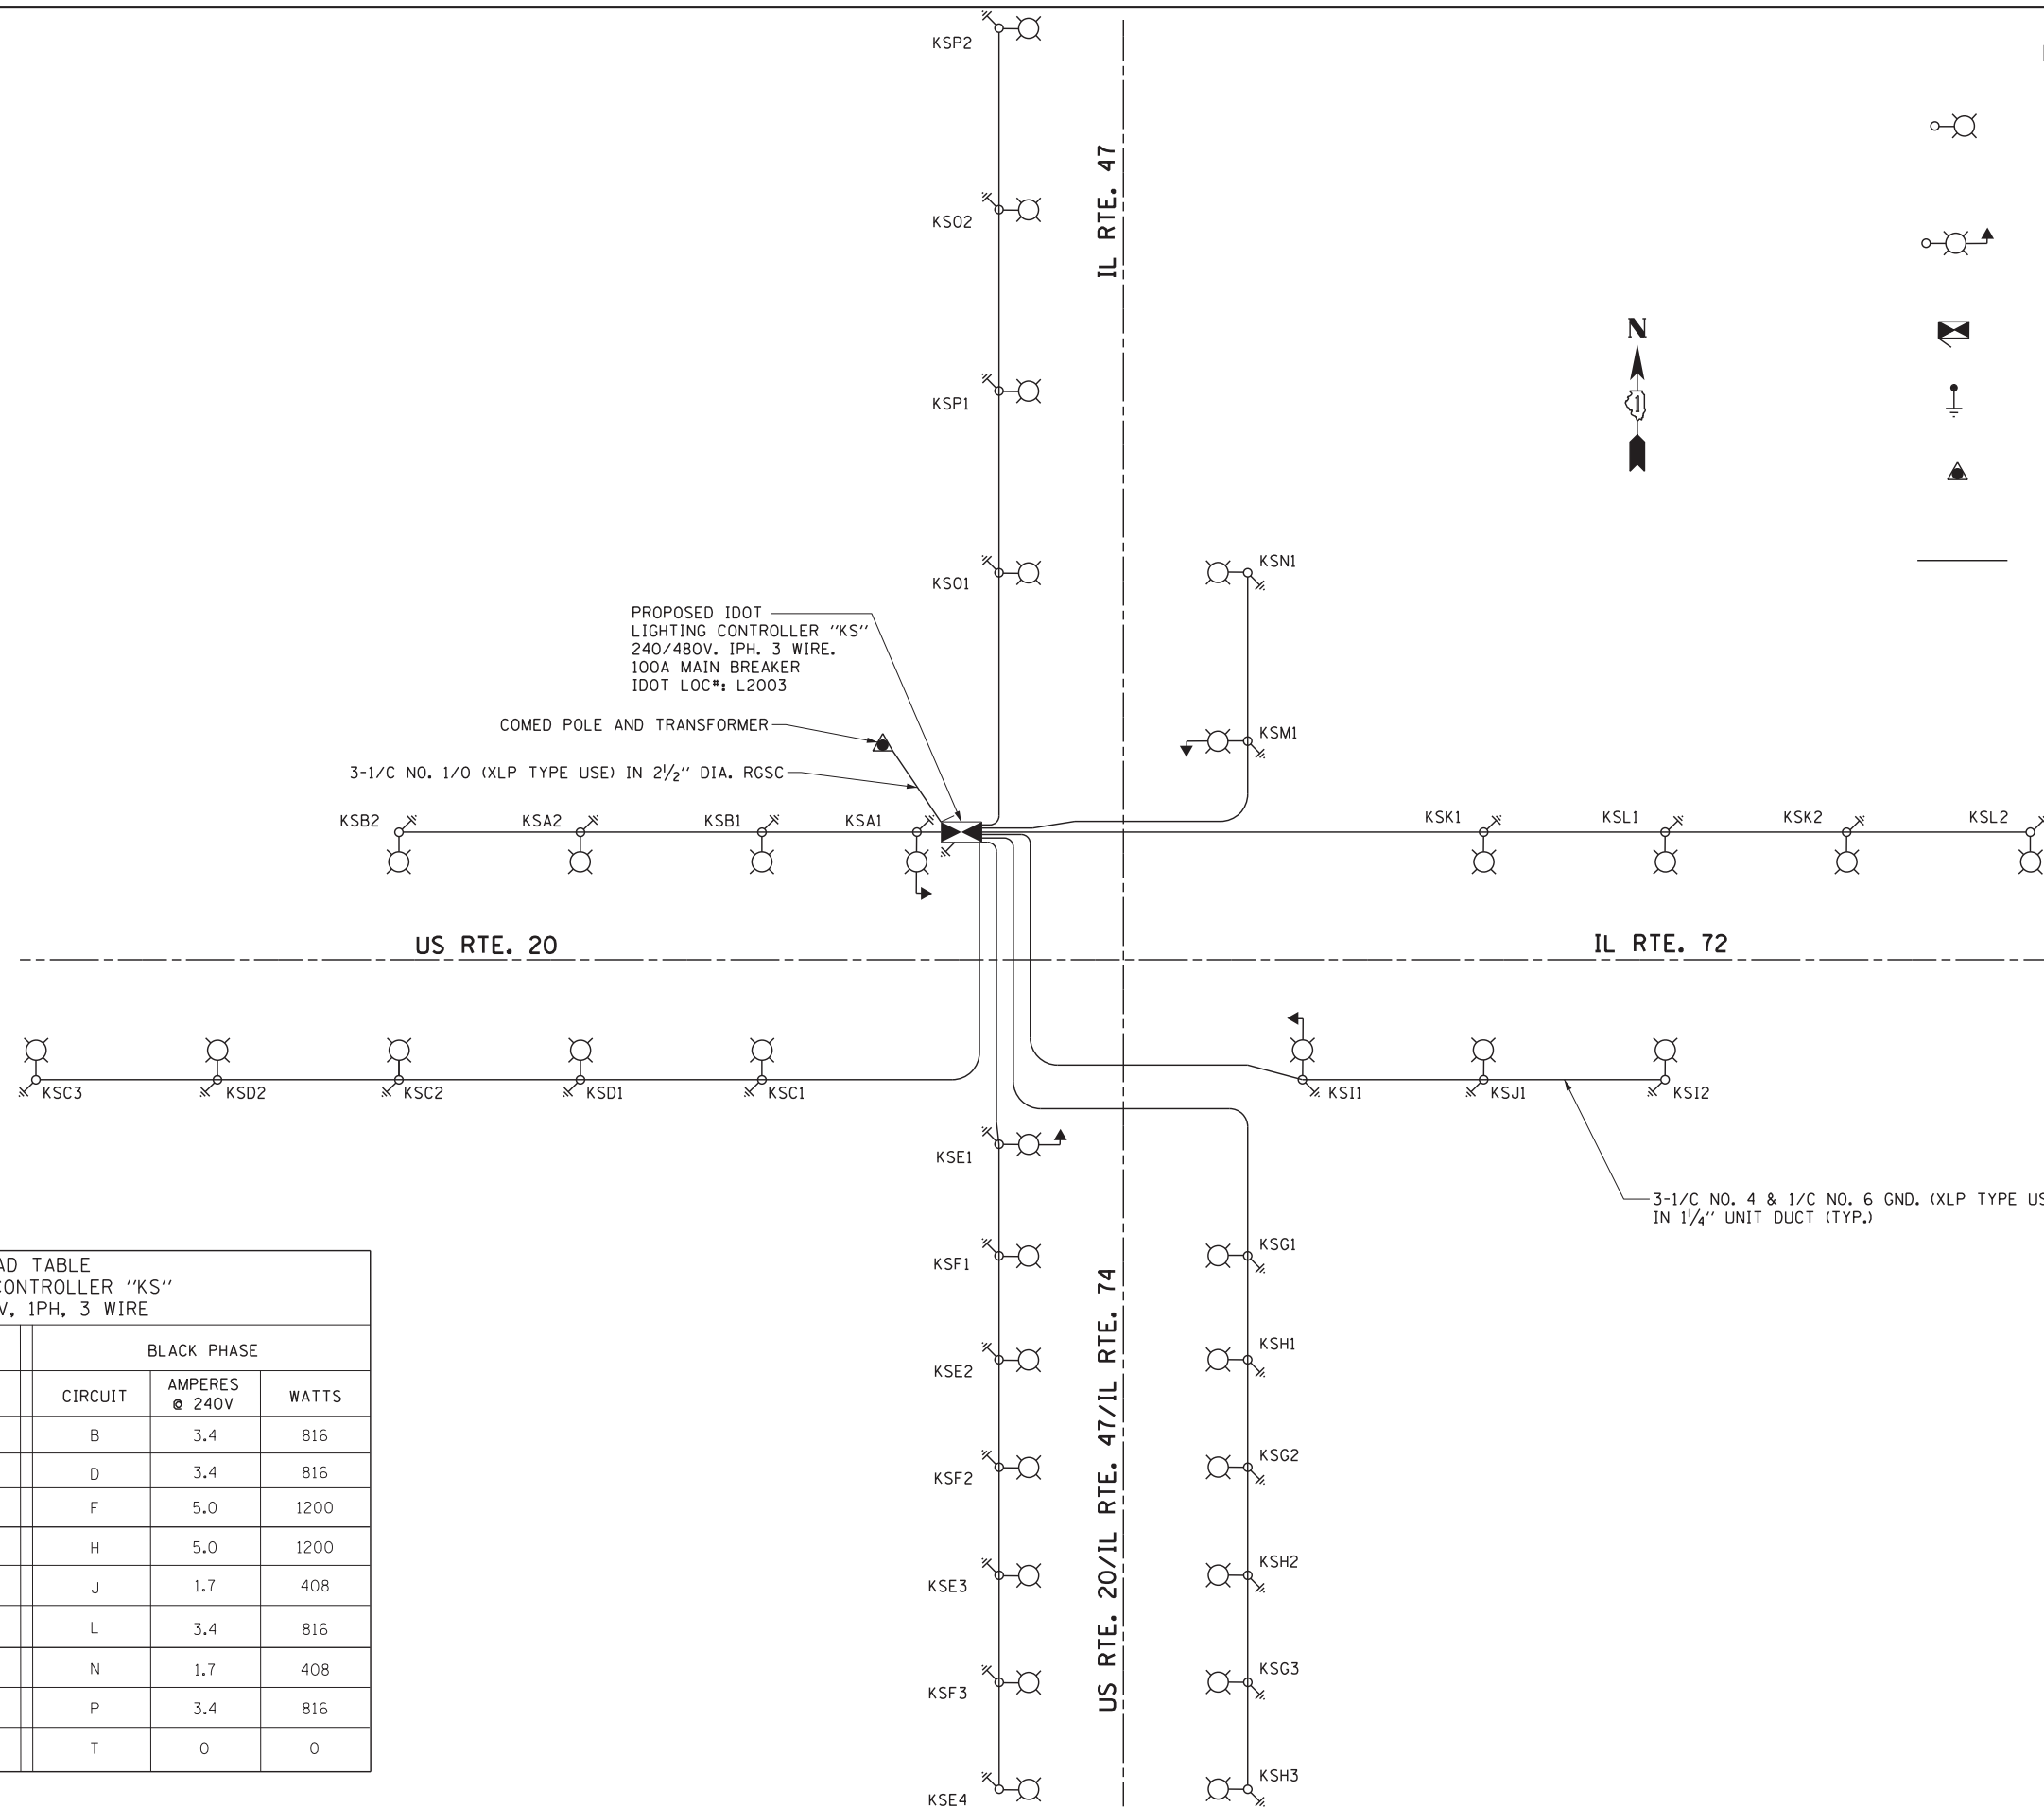 KSP2
KSO2
KSP1
KSO1
IL RTE. 47
N
1
KSN1
KSM1
PROPOSED IDOT
LIGHTING CONTROLLER "KS"
240/480V. IPH. 3 WIRE.
100A MAIN BREAKER
IDOT LOC#: L2003
COMED POLE AND TRANSFORMER
3-1/C NO. 1/0 (XLP TYPE USE) IN 2 1/2" DIA. RGSC
KSB2
KSA2
KSB1
KSA1
KSK1
KSL1
KSK2
KSL2
US RTE. 20
IL RTE. 72
KSC3
KSD2
KSC2
KSD1
KSC1
KSI1
KSJ1
KSI2
3-1/C NO. 4 & 1/C NO. 6 GND. (XLP TYPE US
IN 1 1/4" UNIT DUCT (TYP.)
KSE1
KSF1
KSE2
KSF2
KSE3
KSF3
KSE4
US RTE. 20/IL RTE. 47/IL RTE. 74
KSG1
KSH1
KSG2
KSH2
KSG3
KSH3
AD TABLE
CONTROLLER "KS"
V, 1PH, 3 WIRE
BLACK PHASE
CIRCUIT AMPERES @ 240V WATTS
B 3.4 816
D 3.4 816
F 5.0 1200
H 5.0 1200
J 1.7 408
L 3.4 816
N 1.7 408
P 3.4 816
T 0 0